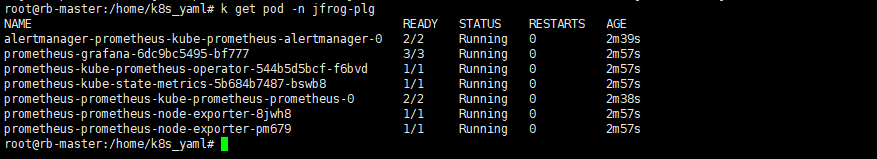 root@rb-master:/home/k8s_yaml# k get pod -n jfrog-plg
NAME READY STATUS RESTARTS AGE
alertmanager-prometheus-kube-prometheus-alertmanager-0 2/2 Running 0 2m39s
prometheus-grafana-6dc9bc5495-bf777 3/3 Running 0 2m57s
prometheus-kube-prometheus-operator-544b5d5bcf-f6bvd 1/1 Running 0 2m57s
prometheus-kube-state-metrics-5b684b7487-bswb8 1/1 Running 0 2m57s
prometheus-prometheus-kube-prometheus-prometheus-0 2/2 Running 0 2m38s
prometheus-prometheus-node-exporter-8jwh8 1/1 Running 0 2m57s
prometheus-prometheus-node-exporter-pm679 1/1 Running 0 2m57s
root@rb-master:/home/k8s_yaml#